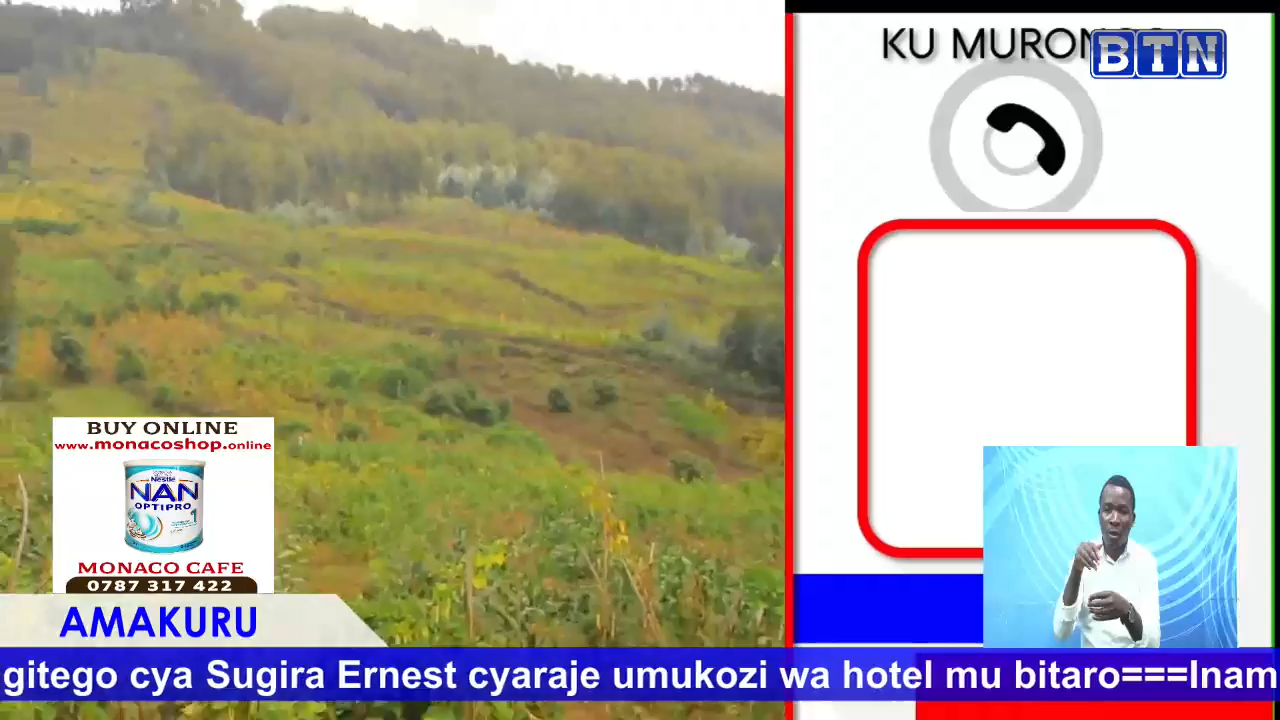 KU MURON
BTN
BUY ONLINE
www.monacoshop.online
Nestle
NAN
OPTIPRO
1
MONACO CAFE
0787 317 422
AMAKURU
gitego cya Sugira Ernest cyaraje umukozi wa hotel mu bitaro===Inam